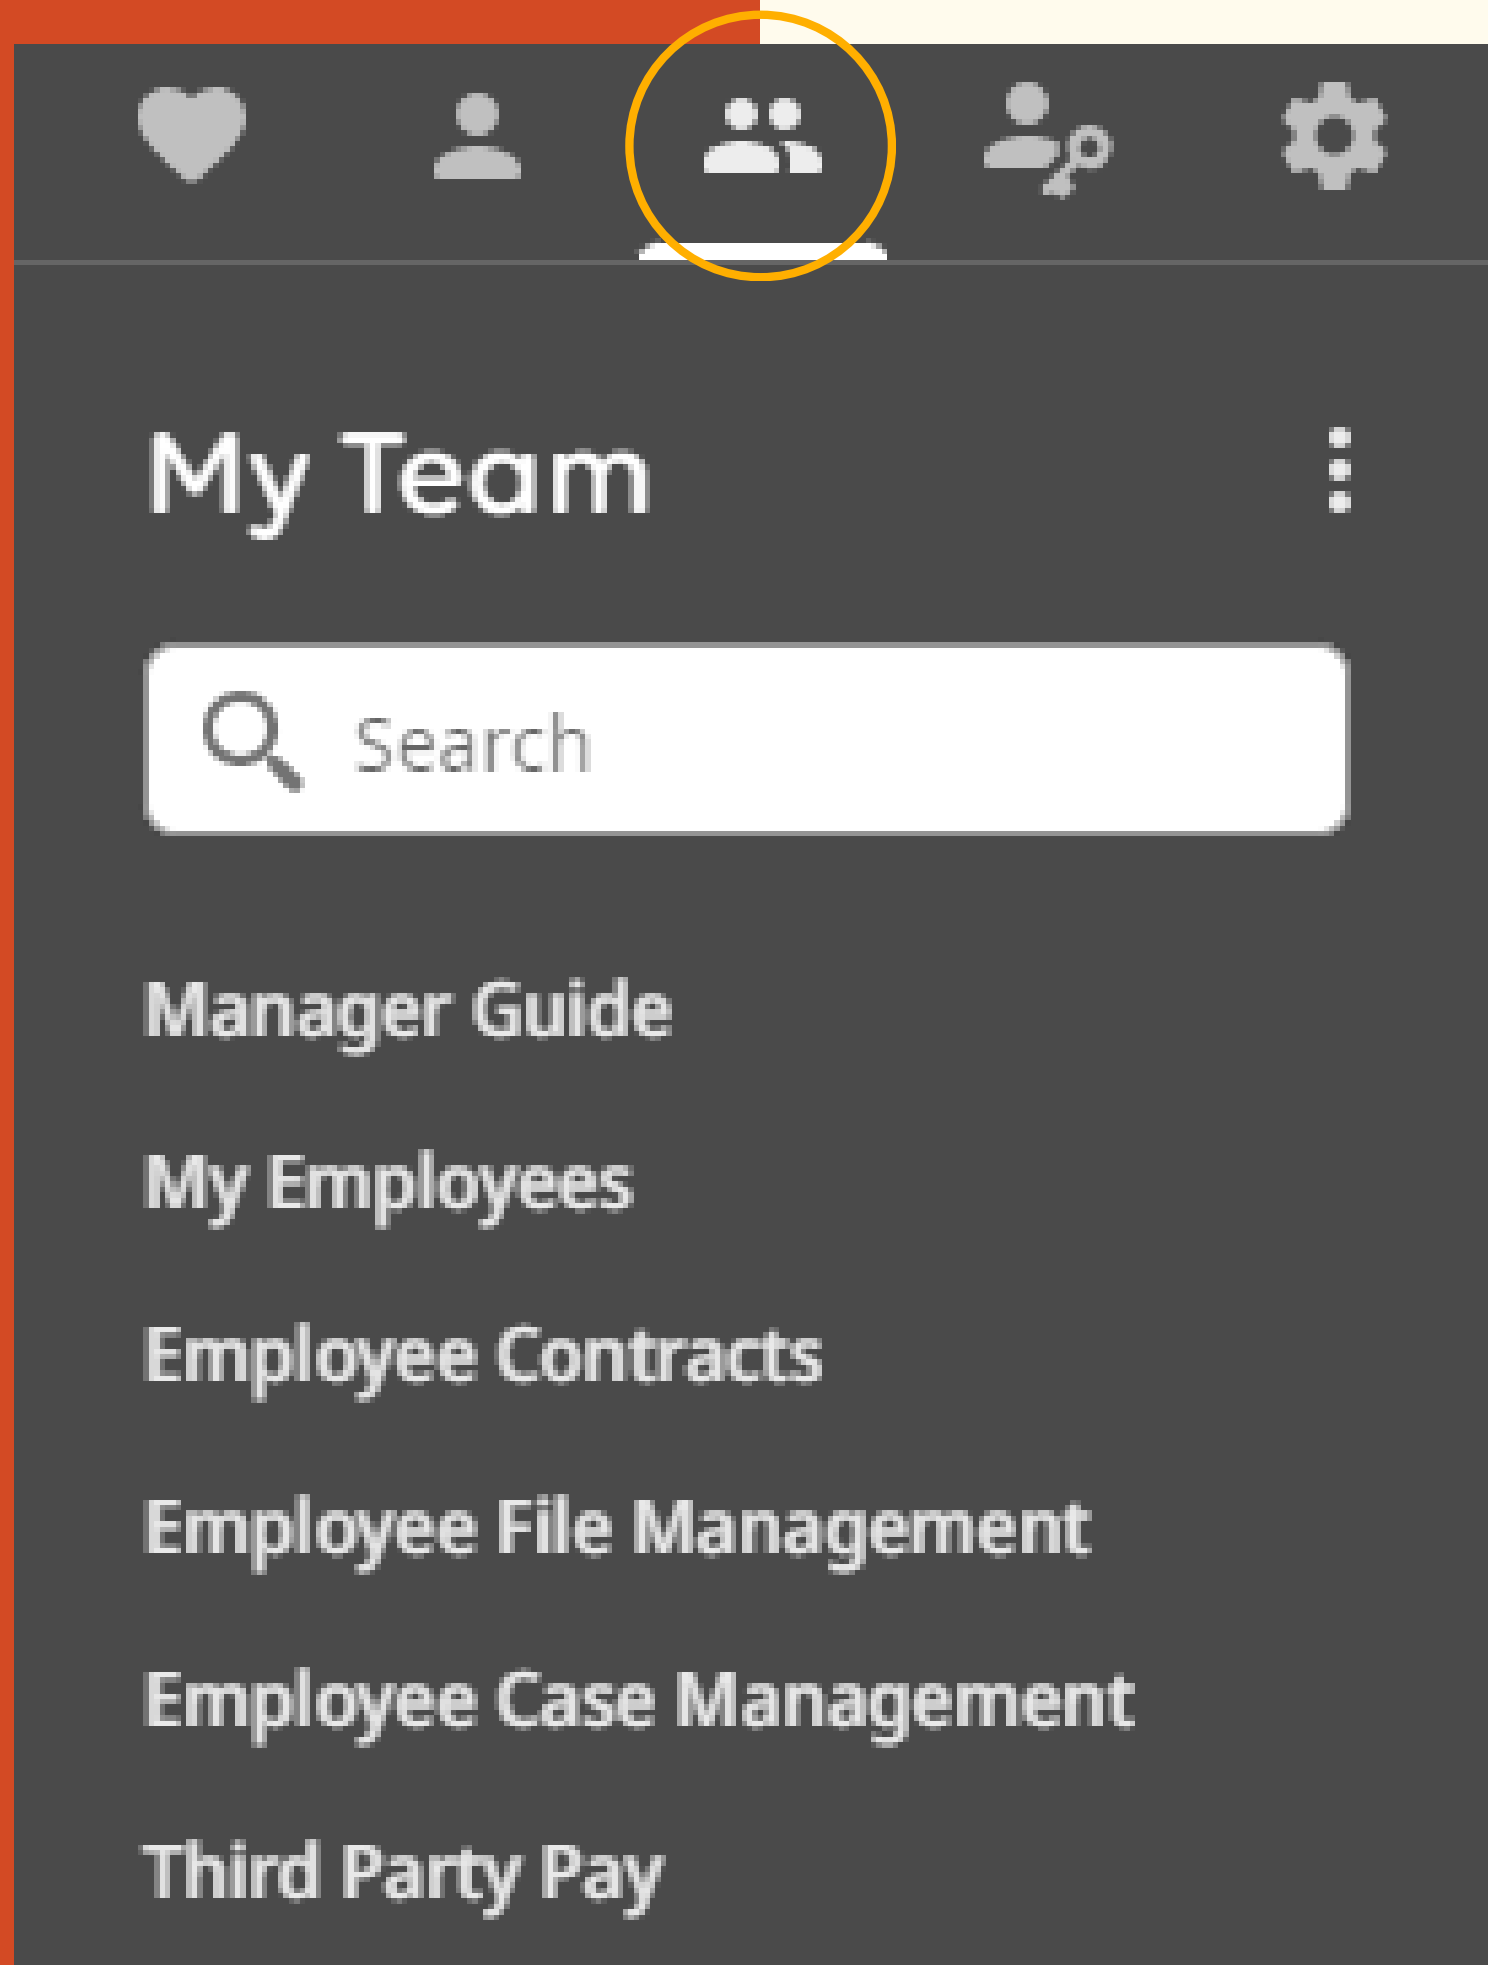 My Team
Search
Manager Guide
My Employees
Employee Contracts
Employee File Management
Employee Case Management
Third Party Pay